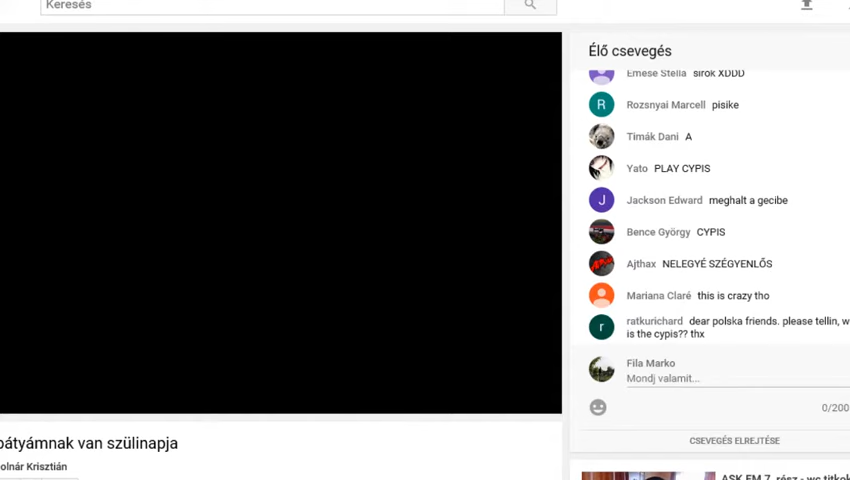 Keresés
Élő csevegés
Emese Stella sírok XDDD
Rozsnyai Marcell pisike
Timák Dani A
Yato PLAY CYPIS
Jackson Edward meghalt a gecibe
Bence György CYPIS
Ajthax NELEGYÉ SZÉGYENLŐS
Mariana Claré this is crazy tho
ratkurichard dear polska friends. please tellin,
is the cypis?? thx
Fila Marko
Mondj valamit...
0/200
CSEVEGÉS ELREJTÉSE
bátyámnak van szülinapja
olnár Krisztián
ASK FM 7. rész - wc titkok